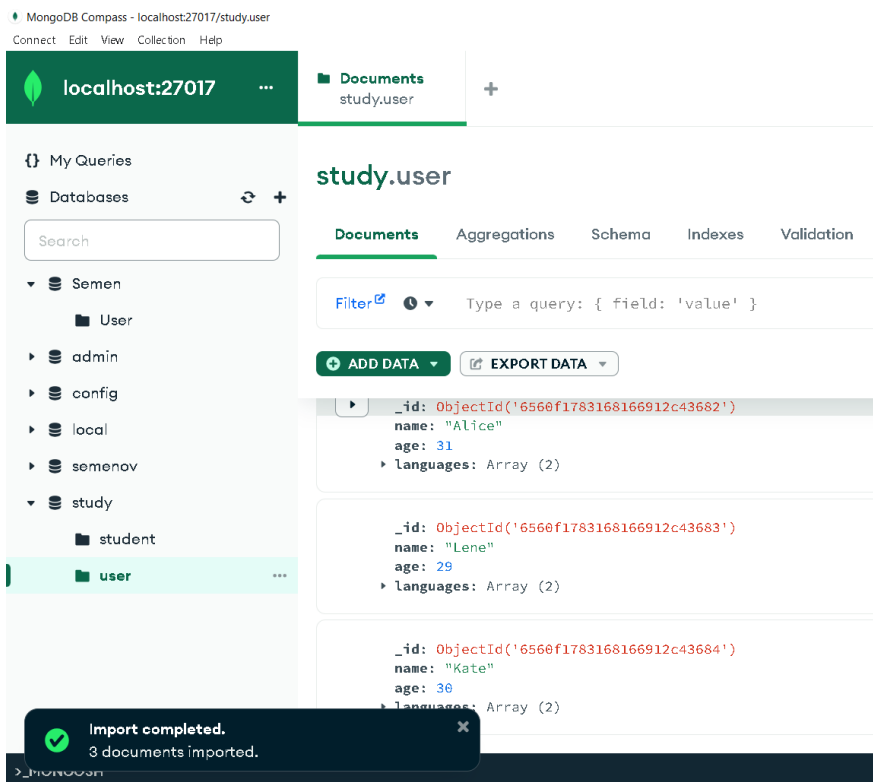 MongoDB Compass - localhost:27017/study.user
Connect Edit View Collection Help
localhost:27017 ...
Documents
study.user
+
{} My Queries
Databases
Search
Semen
User
admin
config
local
semenov
study
student
user ...
study.user
Documents Aggregations Schema Indexes Validation
Filter Type a query: { field: 'value' }
ADD DATA EXPORT DATA
_id: ObjectId('6560f1783168166912c43682')
name: "Alice"
age: 31
languages: Array (2)
_id: ObjectId('6560f1783168166912c43683')
name: "Lene"
age: 29
languages: Array (2)
_id: ObjectId('6560f1783168166912c43684')
name: "Kate"
age: 30
languages: Array (2)
Import completed.
3 documents imported.
>_MONGOSH